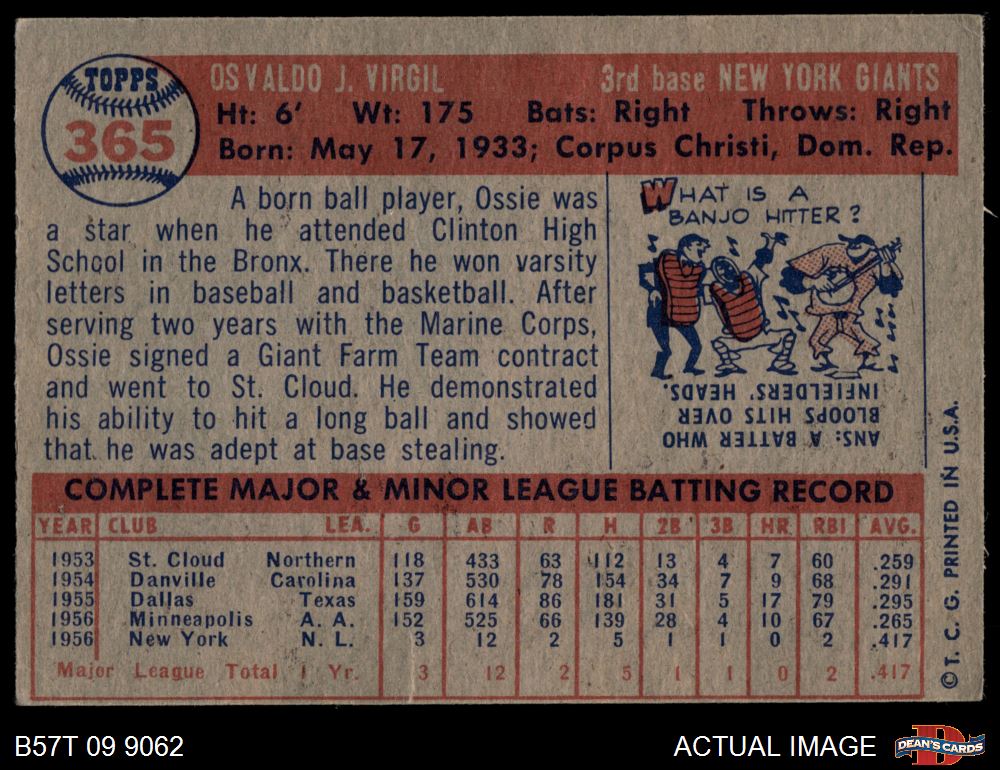 TOPPS
365
OSVALDO J. VIRGIL 3rd base NEW YORK GIANTS
Ht: 6' Wt: 175 Bats: Right Throws: Right
Born: May 17, 1933; Corpus Christi, Dom. Rep.
A born ball player, Ossie was
a star when he attended Clinton High
School in the Bronx. There he won varsity
letters in baseball and basketball. After
serving two years with the Marine Corps,
Ossie signed a Giant Farm Team contract
and went to St. Cloud. He demonstrated
his ability to hit a long ball and showed
that he was adept at base stealing.
WHAT IS A
BANJO HITTER?
ANS: A BATTER WHO
BLOOPS HITS OVER
INFIELDERS' HEADS.
COMPLETE MAJOR & MINOR LEAGUE BATTING RECORD
YEAR CLUB LEA. G AB R H 2B 3B HR RBI AVG.
1953 St. Cloud Northern 118 433 63 112 13 4 7 60 .259
1954 Danville Carolina 137 530 78 154 34 7 9 68 .291
1955 Dallas Texas 159 614 86 181 31 5 17 79 .295
1956 Minneapolis A. A. 152 525 66 139 28 4 10 67 .265
1956 New York N. L. 3 12 2 5 1 1 0 2 .417
Major League Total 1 Yr. 3 12 2 5 1 1 0 2 .417
© T. C. G. PRINTED IN U.S.A.
B57T 09 9062
ACTUAL IMAGE
DEAN'S CARDS